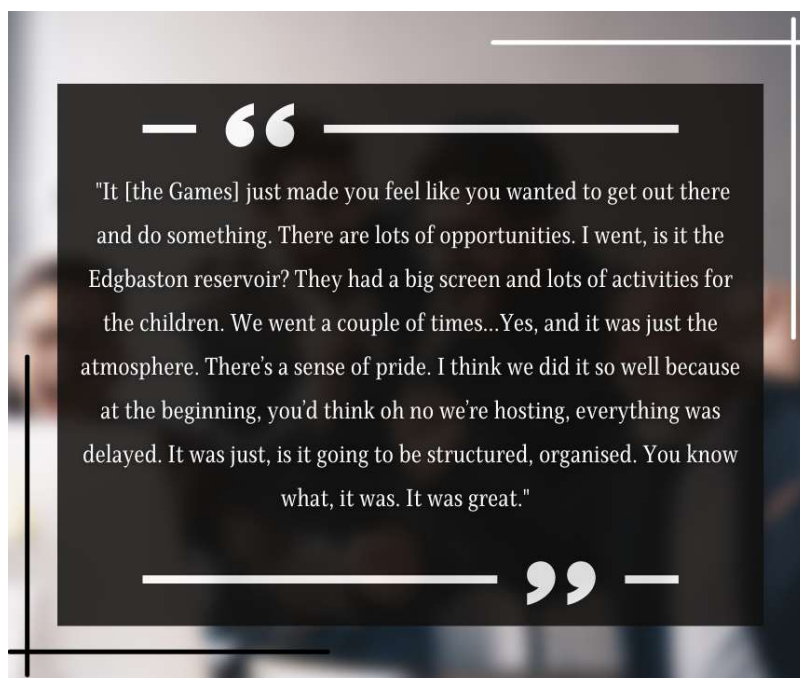 "It [the Games] just made you feel like you wanted to get out there
and do something. There are lots of opportunities. I went, is it the
Edgbaston reservoir? They had a big screen and lots of activities for
the children. We went a couple of times...Yes, and it was just the
atmosphere. There's a sense of pride. I think we did it so well because
at the beginning, you'd think oh no we're hosting, everything was
delayed. It was just, is it going to be structured, organised. You know
what, it was. It was great."